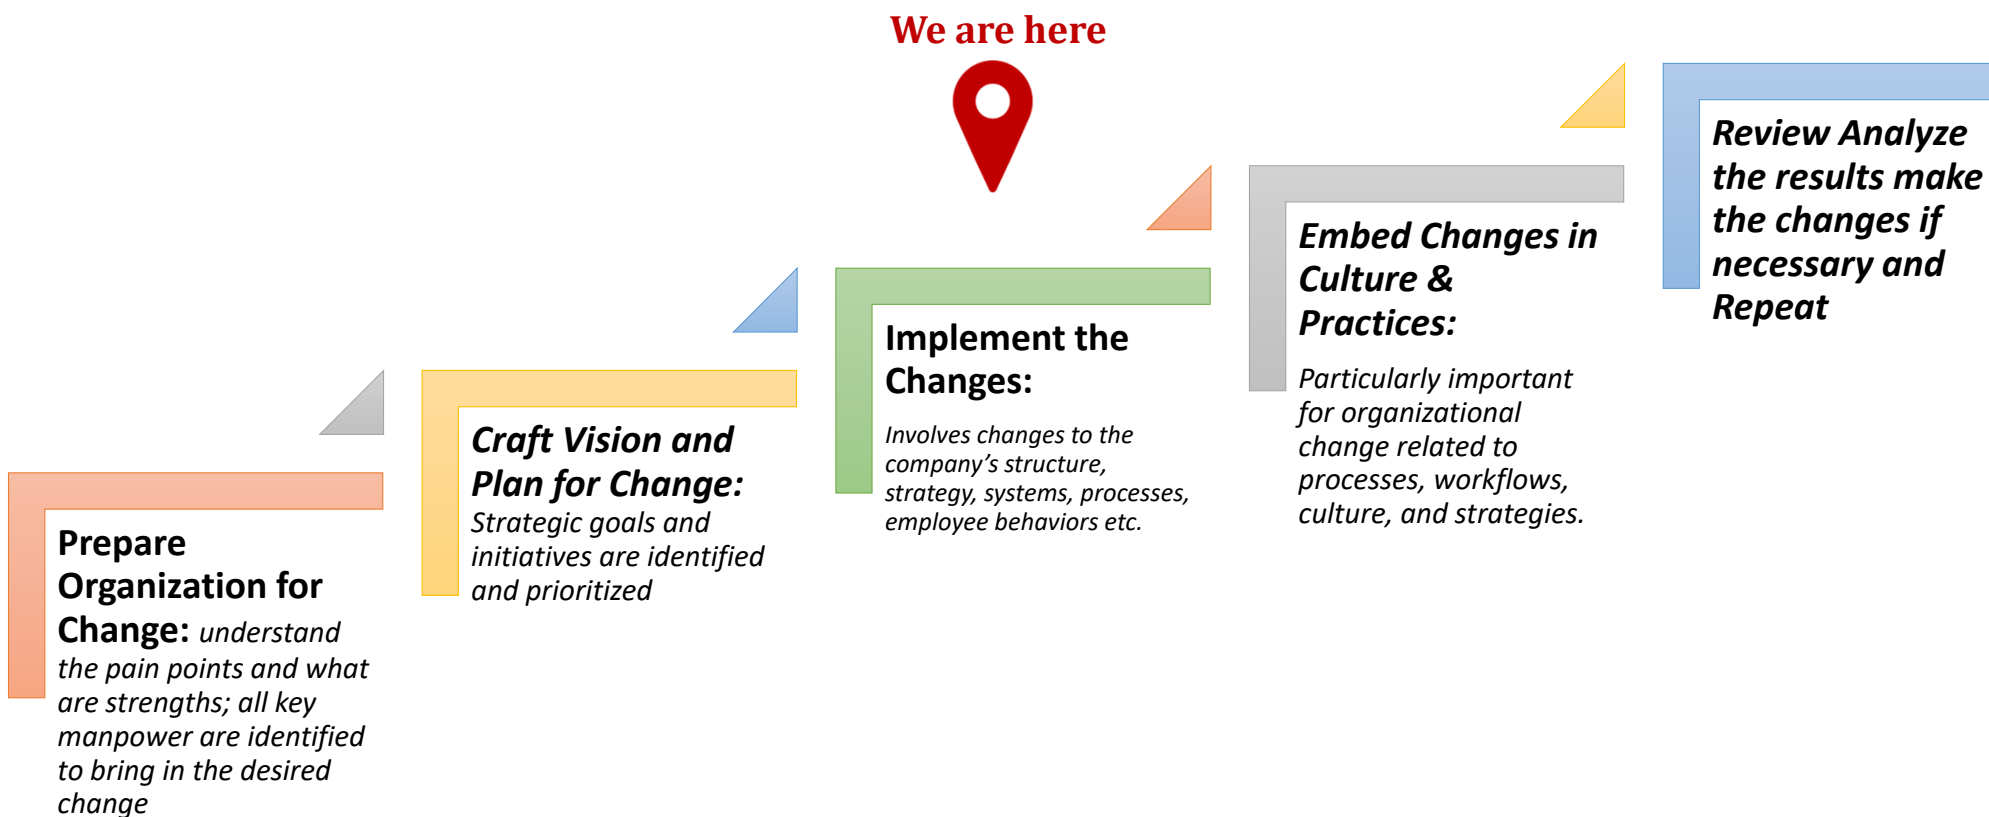 We are here
Prepare
Organization for
Change: understand
the pain points and what
are strengths; all key
manpower are identified
to bring in the desired
change
Craft Vision and
Plan for Change:
Strategic goals and
initiatives are identified
and prioritized
Implement the
Changes:
Involves changes to the
company’s structure,
strategy, systems, processes,
employee behaviors etc.
Embed Changes in
Culture &
Practices:
Particularly important
for organizational
change related to
processes, workflows,
culture, and strategies.
Review Analyze
the results make
the changes if
necessary and
Repeat